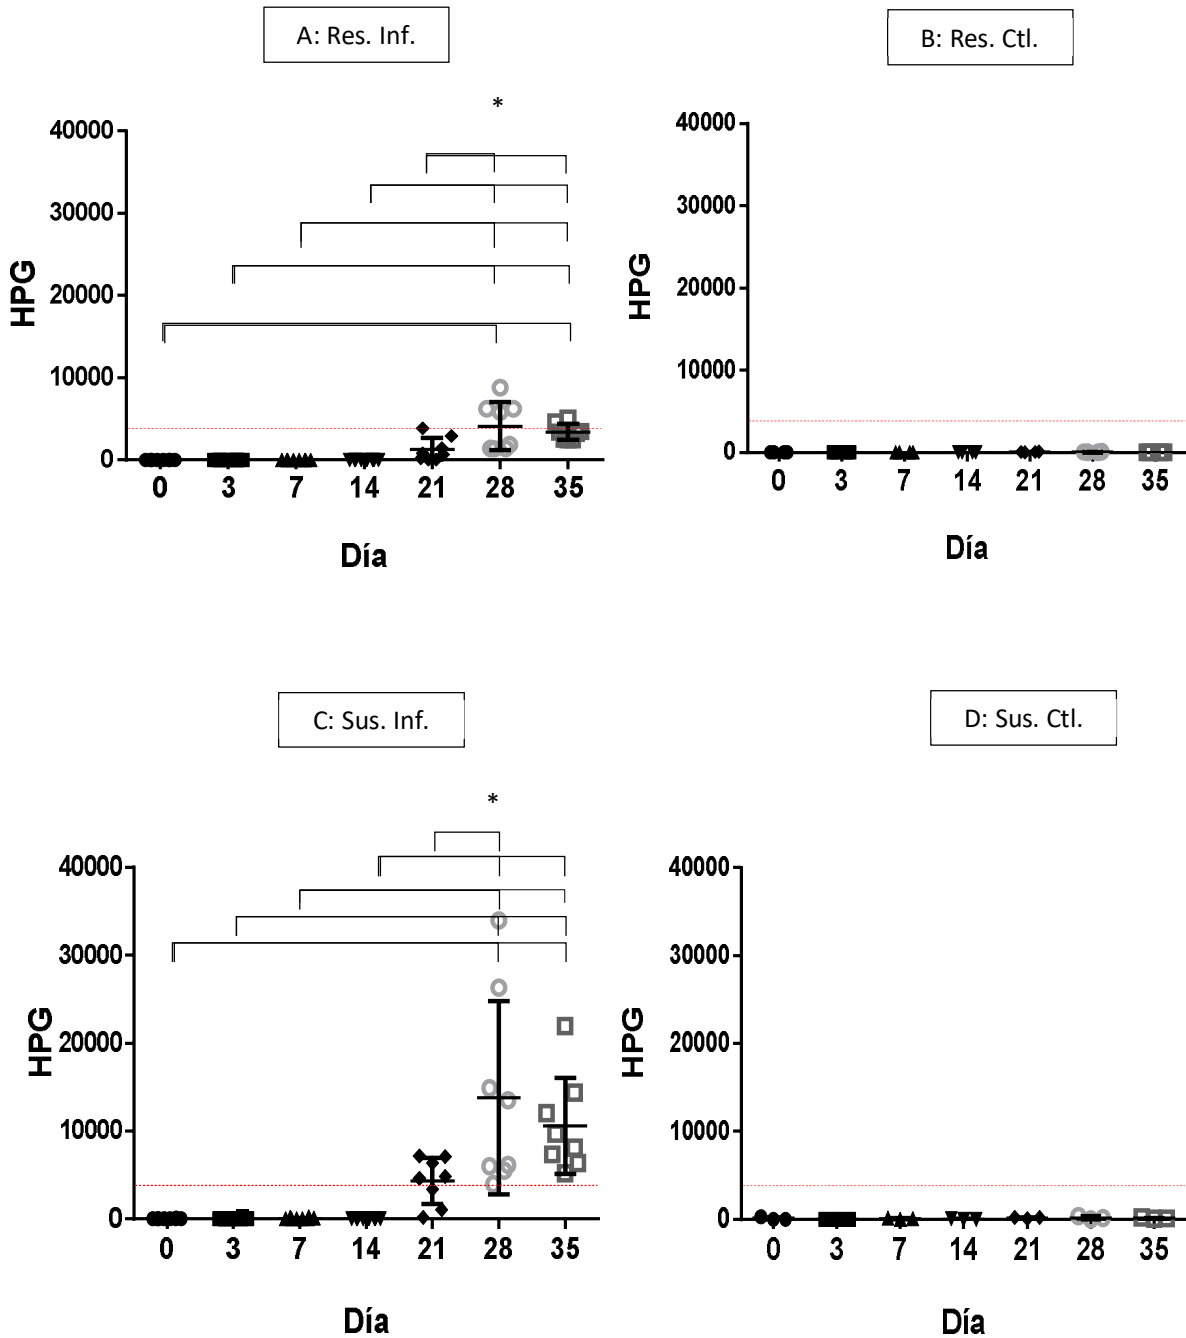 A: Res. Inf.
B: Res. Ctl.
*
40000
30000
20000
10000
0
HPG
0 3 7 14 21 28 35
Día
40000
30000
20000
10000
0
HPG
0 3 7 14 21 28 35
Día
C: Sus. Inf.
D: Sus. Ctl.
*
40000
30000
20000
10000
0
HPG
0 3 7 14 21 28 35
Día
40000
30000
20000
10000
0
HPG
0 3 7 14 21 28 35
Día